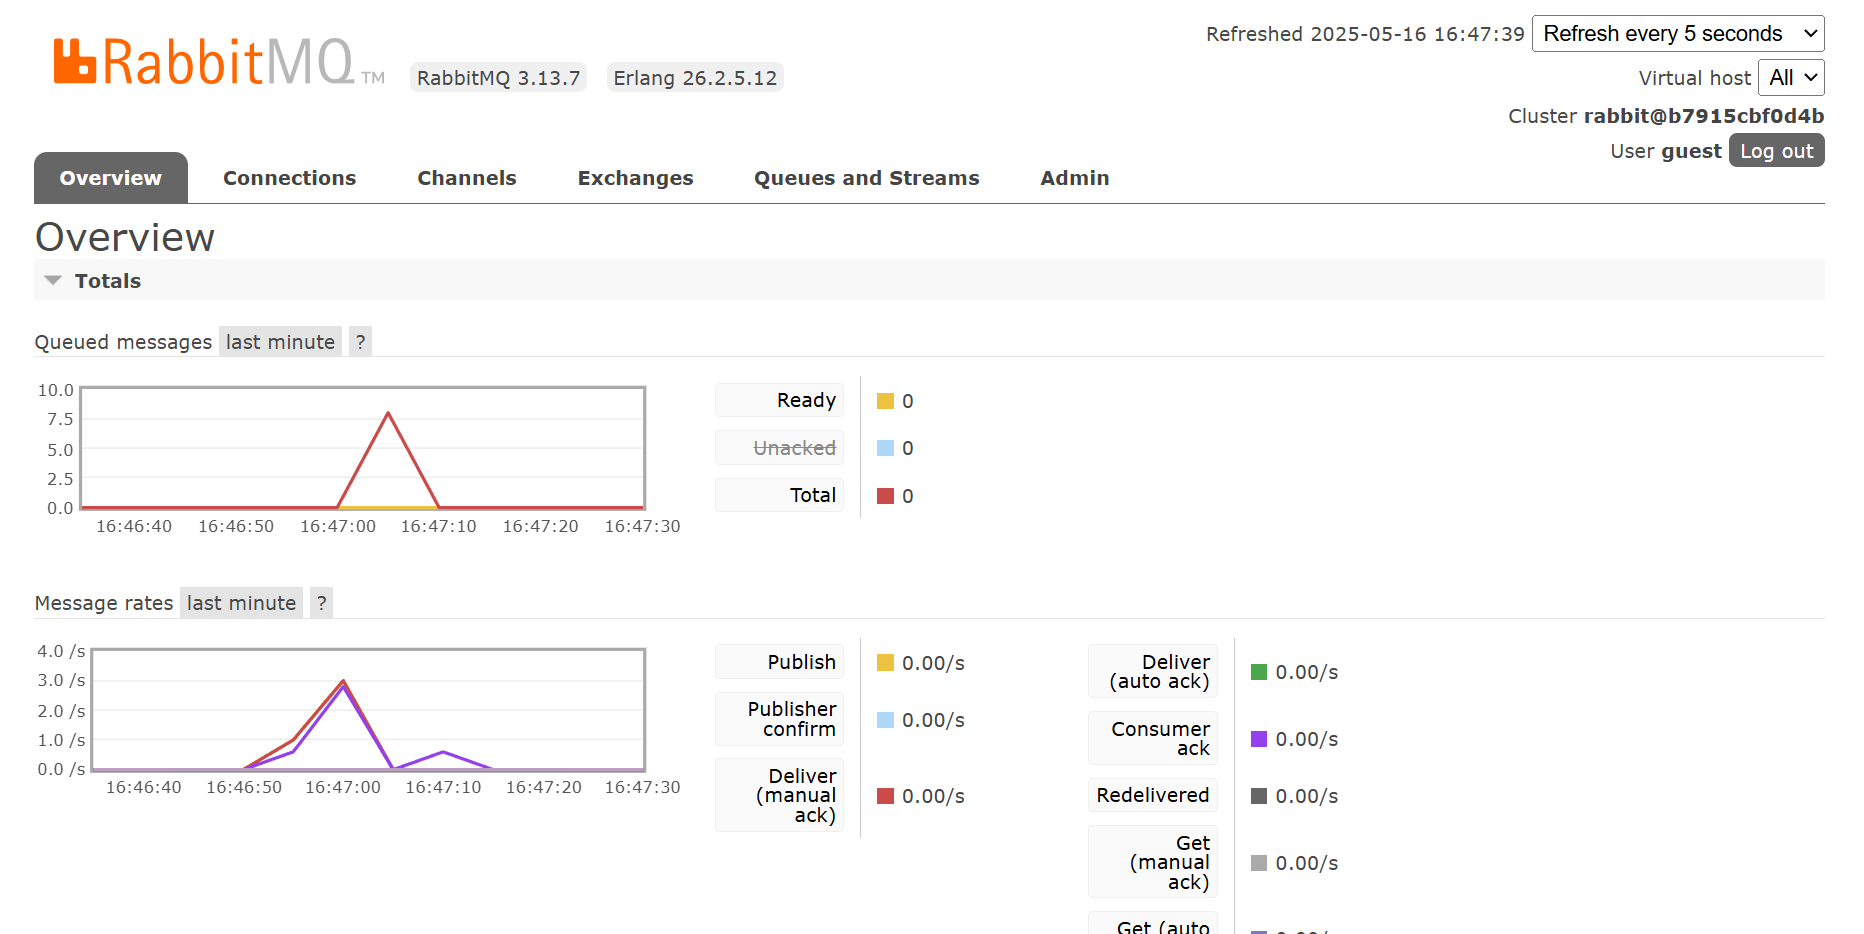 RabbitMQ TM
RabbitMQ 3.13.7
Erlang 26.2.5.12
Refreshed 2025-05-16 16:47:39
Refresh every 5 seconds
Virtual host
All
Cluster rabbit@b7915cbf0d4b
User guest
Log out
Overview
Connections
Channels
Exchanges
Queues and Streams
Admin
Overview
Totals
Queued messages
last minute
?
10.0
7.5
5.0
2.5
0.0
16:46:40
16:46:50
16:47:00
16:47:10
16:47:20
16:47:30
Ready
0
Unacked
0
Total
0
Message rates
last minute
?
4.0 /s
3.0 /s
2.0 /s
1.0 /s
0.0 /s
16:46:40
16:46:50
16:47:00
16:47:10
16:47:20
16:47:30
Publish
0.00/s
Publisher
confirm
0.00/s
Deliver
(manual
ack)
0.00/s
Deliver
(auto ack)
0.00/s
Consumer
ack
0.00/s
Redelivered
0.00/s
Get
(manual
ack)
0.00/s
Get (auto